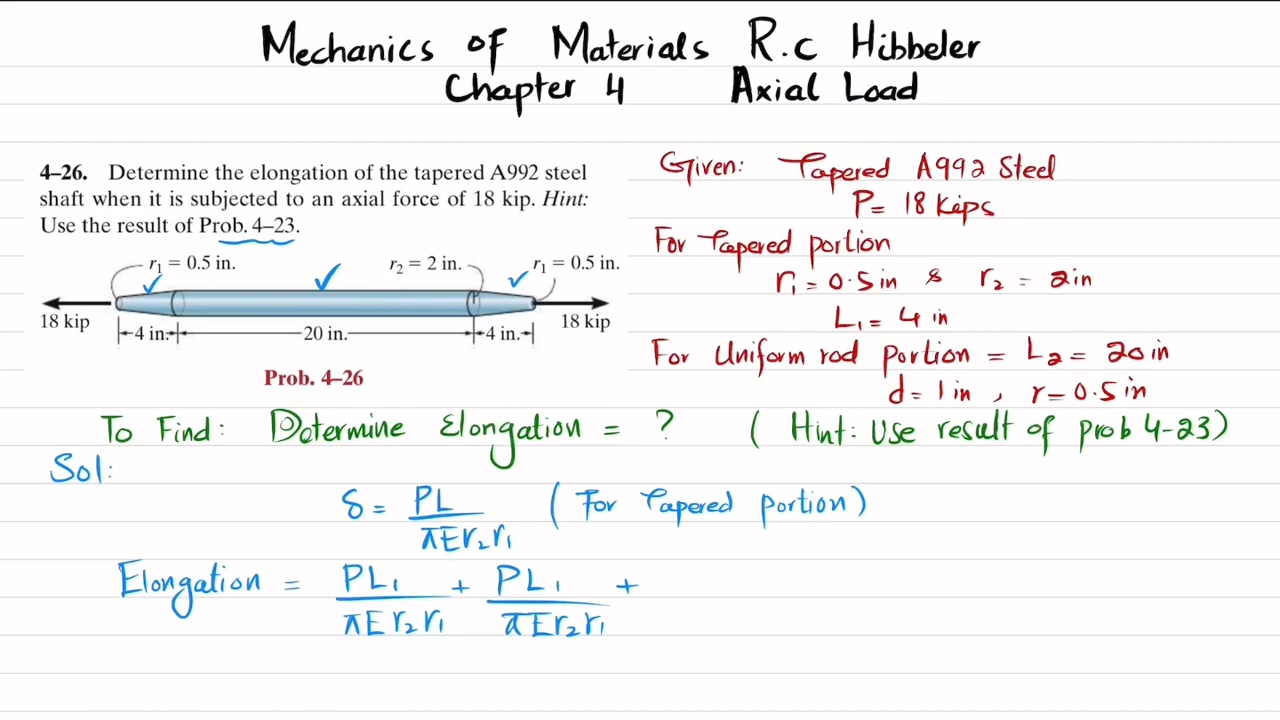 Mechanics of Materials R.c Hibbeler
Chapter 4 Axial Load
4–26. Determine the elongation of the tapered A992 steel
shaft when it is subjected to an axial force of 18 kip. Hint:
Use the result of Prob. 4–23.
r₁ = 0.5 in. r₂ = 2 in. r₁ = 0.5 in.
18 kip 18 kip
4 in. 20 in. 4 in.
Prob. 4–26
Given: Tapered A992 Steel
P= 18 Kips
For Tapered portion
r₁ = 0.5 in & r₂ = 2in
L₁ = 4 in
For Uniform rod portion = L₂ = 20 in
d = 1 in , r = 0.5 in
To Find: Determine Elongation = ? ( Hint: Use result of prob 4-23)
Sol:
δ = PL / πEr₂r₁ ( For Tapered portion )
Elongation = PL₁ / πEr₂r₁ + PL₁ / πEr₂r₁ +